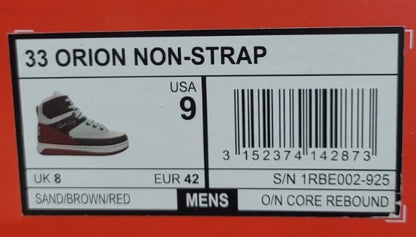 33 ORION NON-STRAP
USA
9
3 152374 142873
UK 8 EUR 42 S/N 1RBE002-925
SAND/BROWN/RED MENS O/N CORE REBOUND